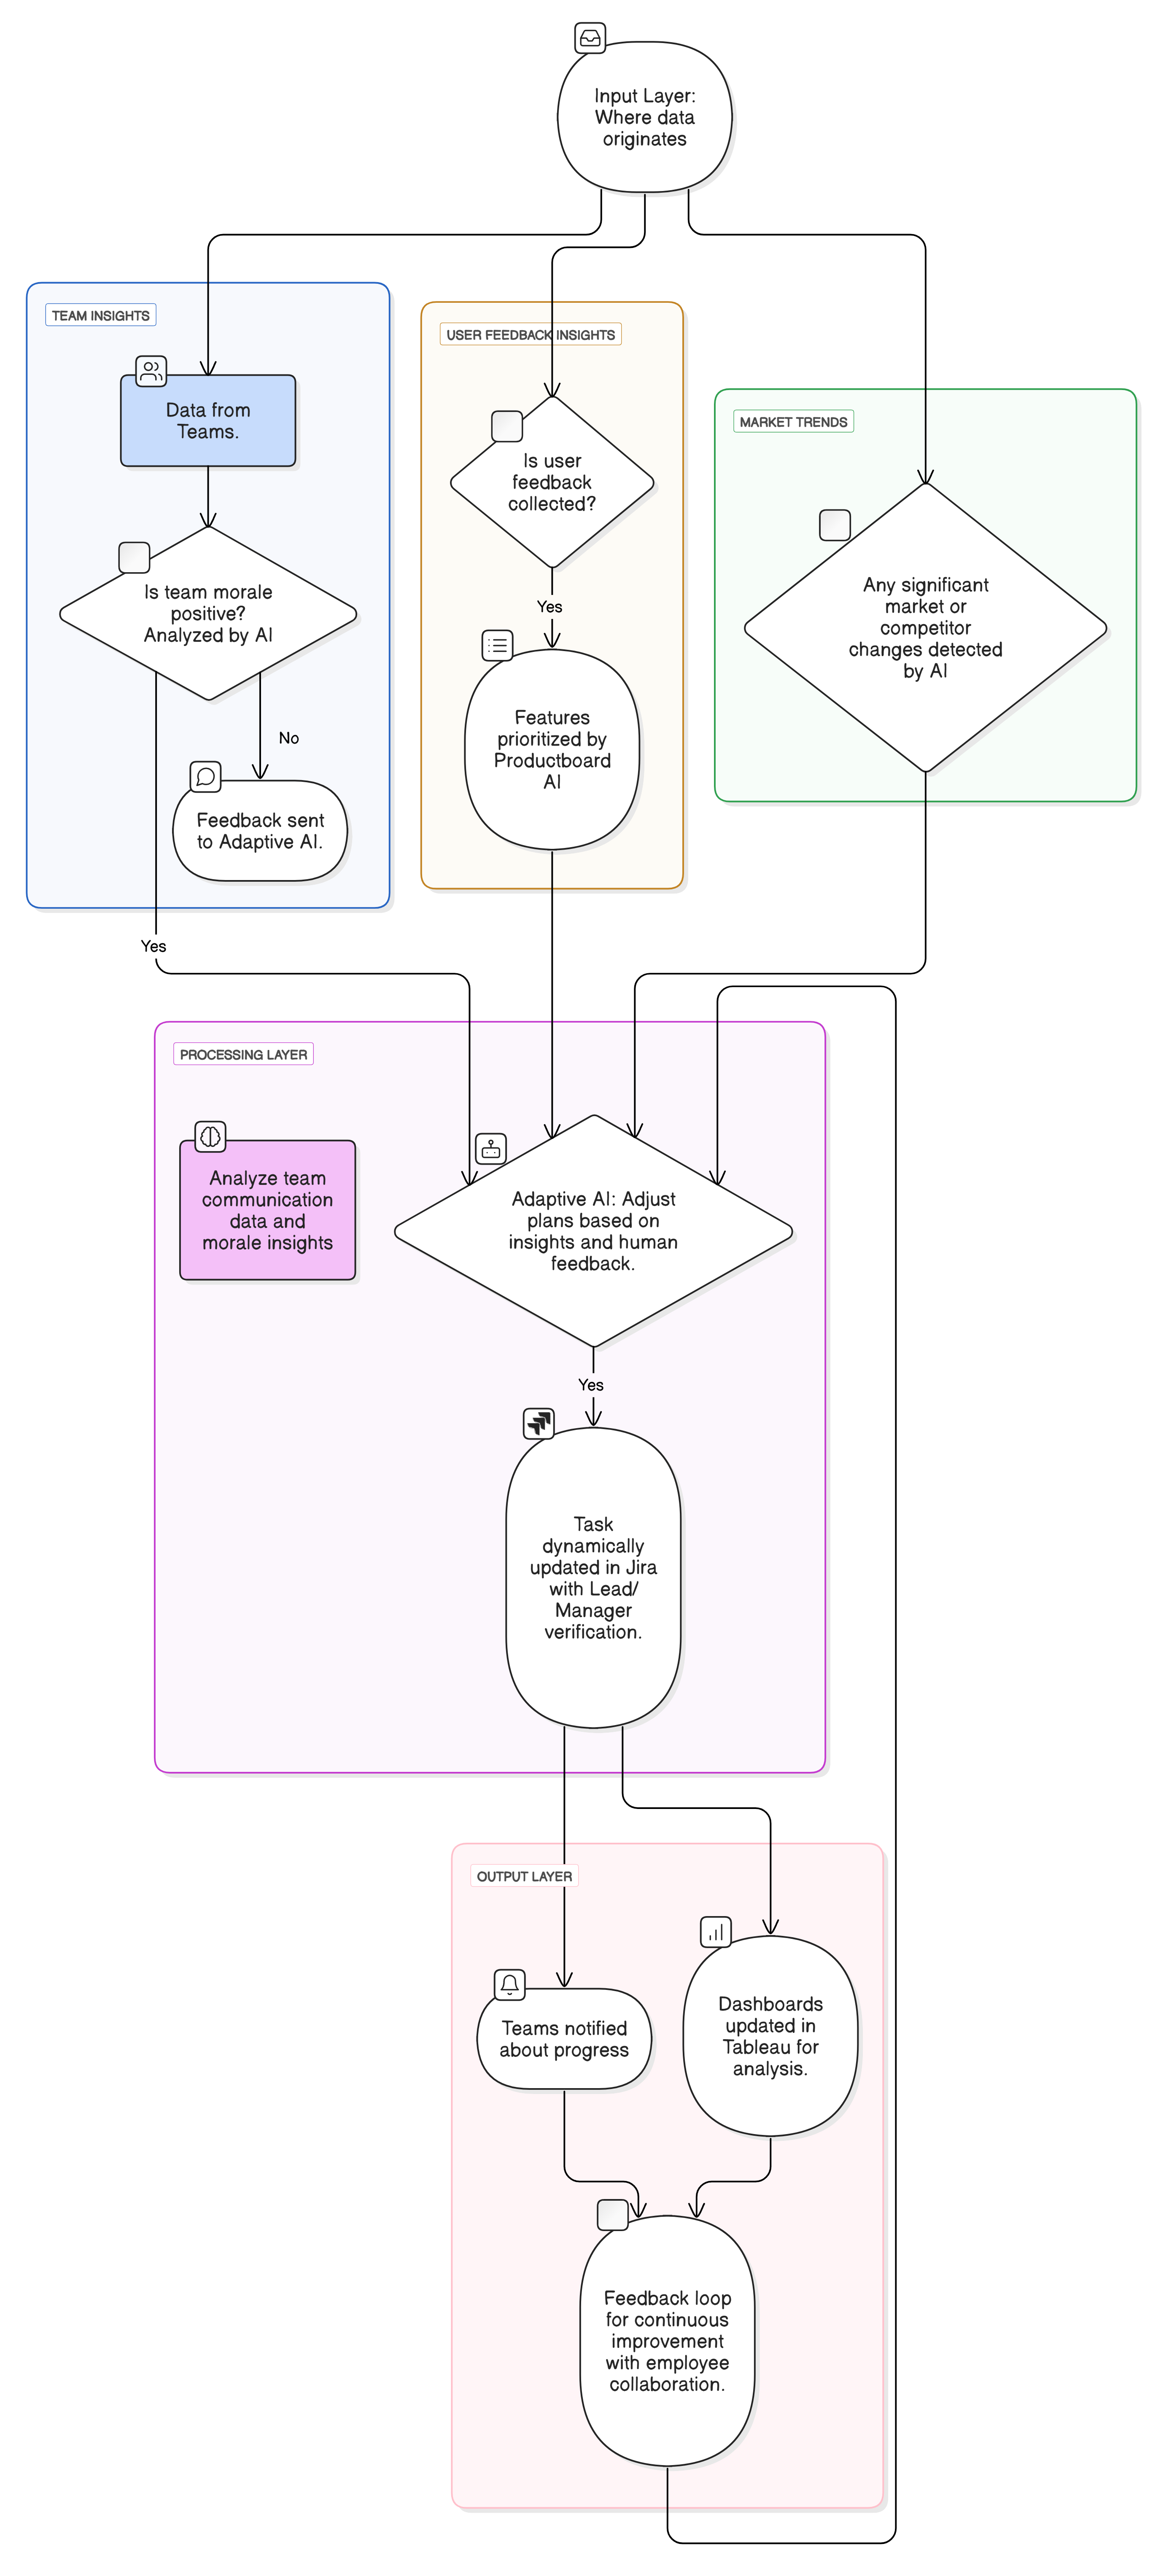 Input Layer:
Where data
originates
TEAM INSIGHTS
Data from
Teams.
Is team morale
positive?
Analyzed by AI
No
Feedback sent
to Adaptive AI.
Yes
USER FEEDBACK INSIGHTS
Is user
feedback
collected?
Yes
Features
prioritized by
Productboard
AI
MARKET TRENDS
Any significant
market or
competitor
changes detected
by AI
PROCESSING LAYER
Analyze team
communication
data and
morale insights
Adaptive AI: Adjust
plans based on
insights and human
feedback.
Yes
Task
dynamically
updated in Jira
with Lead/
Manager
verification.
OUTPUT LAYER
Teams notified
about progress
Dashboards
updated in
Tableau for
analysis.
Feedback loop
for continuous
improvement
with employee
collaboration.